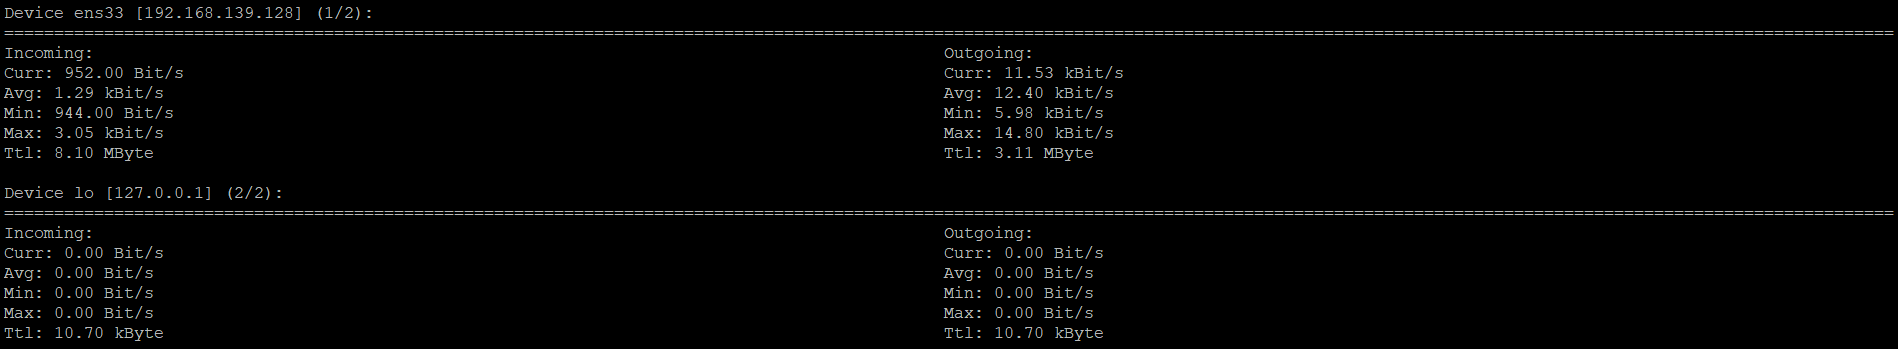 Device ens33 [192.168.139.128] (1/2):
=============================================================================================================================================================================================
Incoming: Outgoing:
Curr: 952.00 Bit/s Curr: 11.53 kBit/s
Avg: 1.29 kBit/s Avg: 12.40 kBit/s
Min: 944.00 Bit/s Min: 5.98 kBit/s
Max: 3.05 kBit/s Max: 14.80 kBit/s
Ttl: 8.10 MByte Ttl: 3.11 MByte
Device lo [127.0.0.1] (2/2):
=============================================================================================================================================================================================
Incoming: Outgoing:
Curr: 0.00 Bit/s Curr: 0.00 Bit/s
Avg: 0.00 Bit/s Avg: 0.00 Bit/s
Min: 0.00 Bit/s Min: 0.00 Bit/s
Max: 0.00 Bit/s Max: 0.00 Bit/s
Ttl: 10.70 kByte Ttl: 10.70 kByte